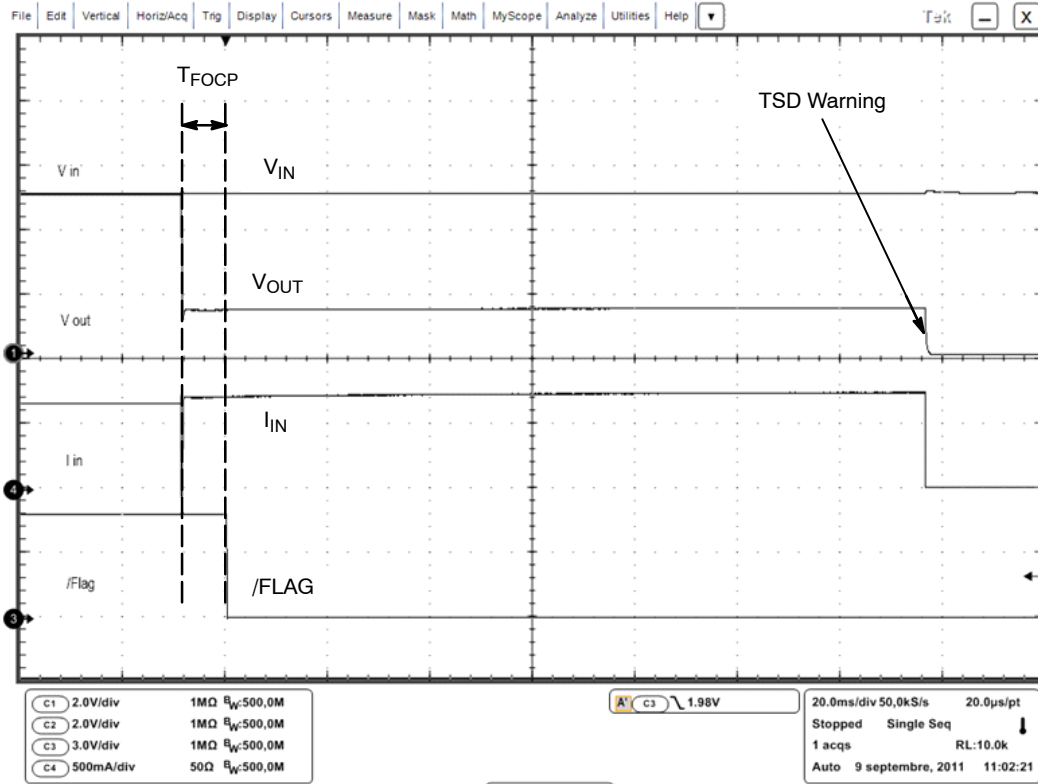 File Edit Vertical Horiz/Acq Trig Display Cursors Measure Mask Math MyScope Analyze Utilities Help Tek X
TFOCP
TSD Warning
V in
VIN
VOUT
V out
1
IIN
I in
4
/Flag
/FLAG
3
C1 2.0V/div 1MΩ BW:500,0M
C2 2.0V/div 1MΩ BW:500,0M
C3 3.0V/div 1MΩ BW:500,0M
C4 500mA/div 50Ω BW:500,0M
A' C3 1.98V
20.0ms/div 50,0kS/s 20.0µs/pt
Stopped Single Seq
1 acqs RL:10.0k
Auto 9 septembre, 2011 11:02:21